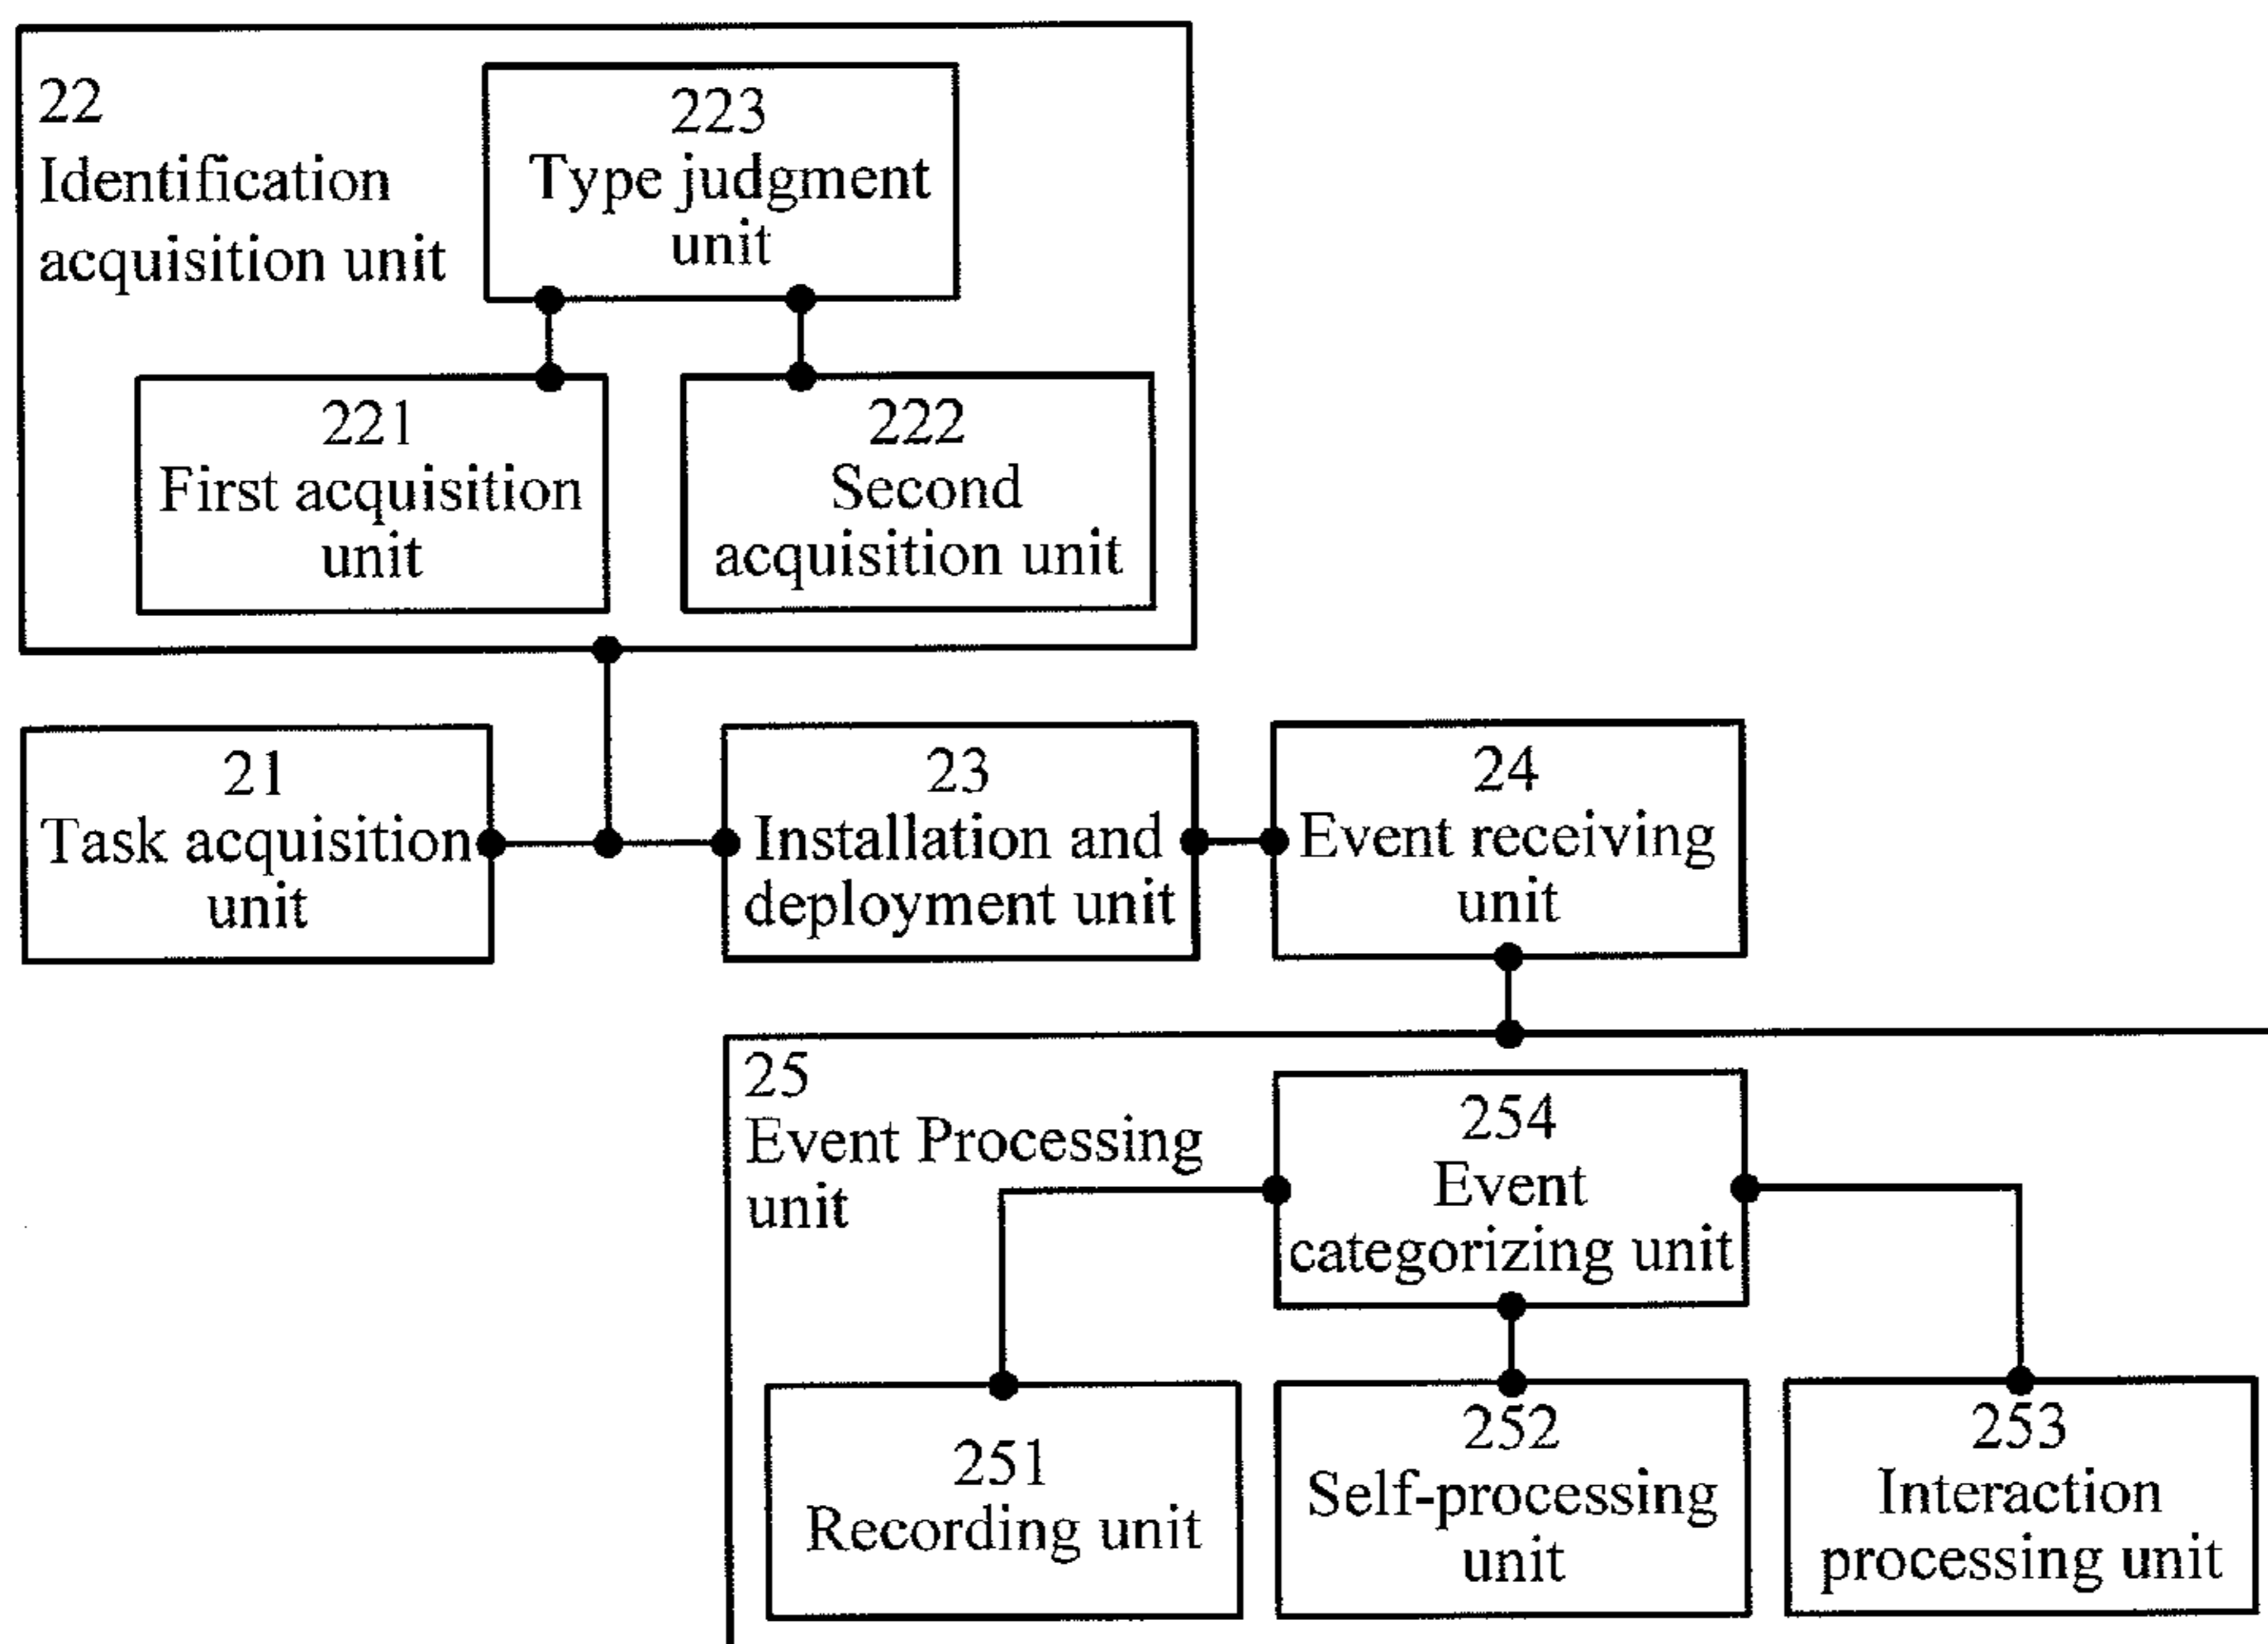 22
Identification
acquisition unit
223
Type judgment
unit
221
First acquisition
unit
222
Second
acquisition unit
21
Task acquisition
unit
23
Installation and
deployment unit
24
Event receiving
unit
25
Event Processing
unit
254
Event
categorizing unit
251
Recording unit
252
Self-processing
unit
253
Interaction
processing unit